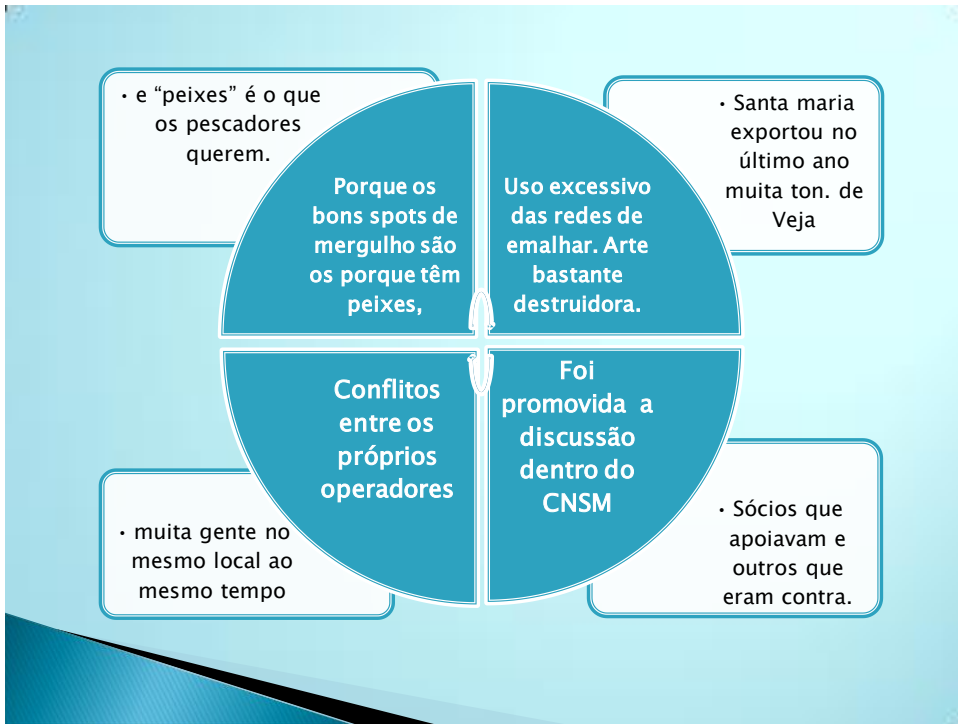 • e “peixes” é o que
os pescadores
querem.
Porque os
bons spots de
mergulho são
os porque têm
peixes,
Uso excessivo
das redes de
emalhar. Arte
bastante
destruidora.
• Santa maria
exportou no
último ano
muita ton. de
Veja
Conflitos
entre os
próprios
operadores
• muita gente no
mesmo local ao
mesmo tempo
Foi
promovida a
discussão
dentro do
CNSM
• Sócios que
apoiavam e
outros que
eram contra.